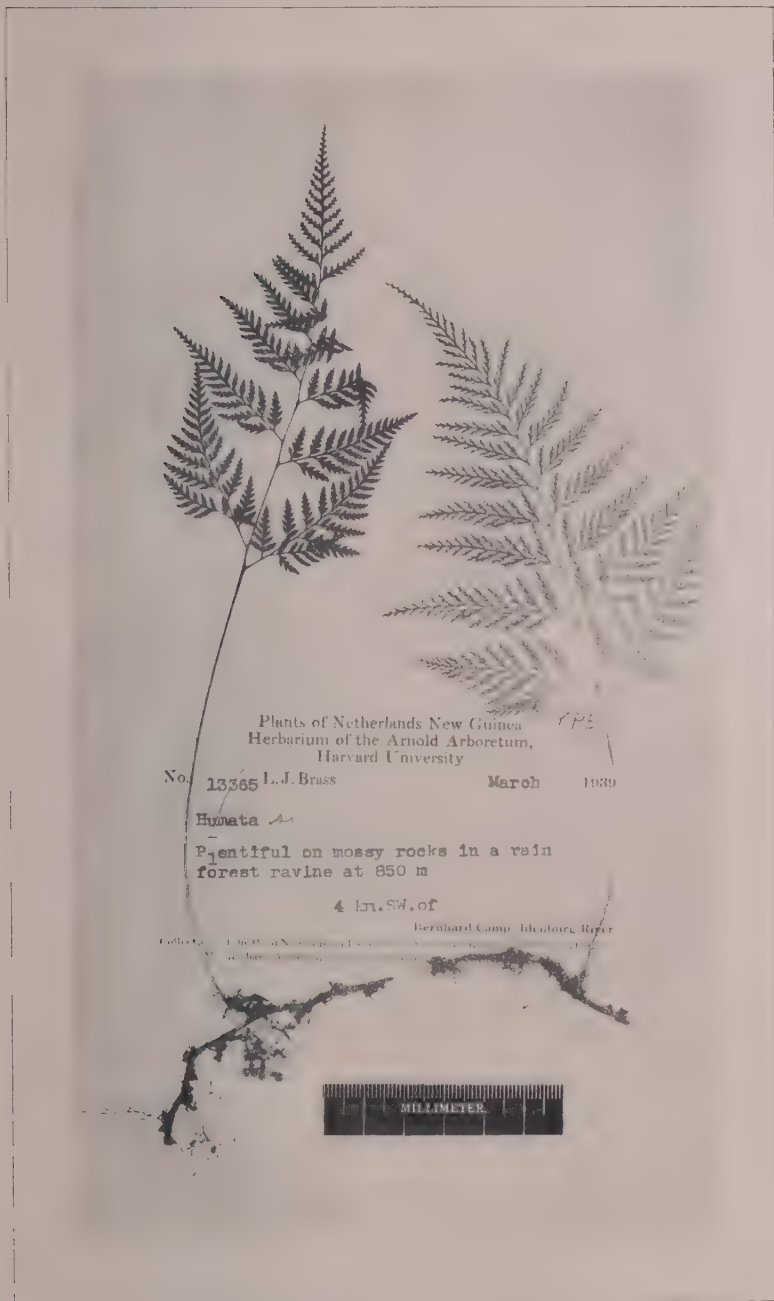 Plants of Netherlands New Guinea
Herbarium of the Arnold Arboretum,
Harvard University
No. 13365 L. J. Brass March 1939
Humata
Plentiful on mossy rocks in a rain
forest ravine at 850 m
4 km.SW.of
Bernhard Camp, Idenburg River
MILLIMETER